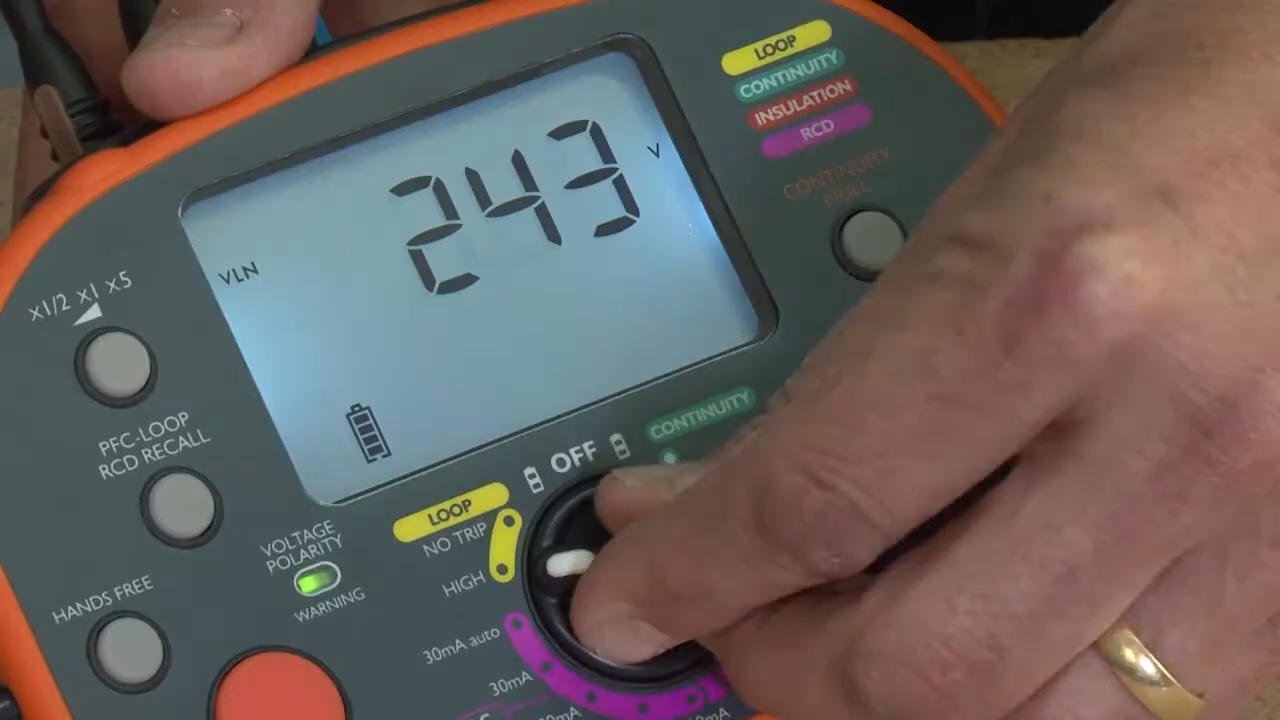 LOOP
CONTINUITY
INSULATION
RCD
CONTINUITY
NULL
243
V
VLN
x1/2 x1 x5
PFC-LOOP
RCD RECALL
HANDS FREE
VOLTAGE
POLARITY
WARNING
OFF
CONTINUITY
LOOP
NO TRIP
HIGH
30mA auto
30mA